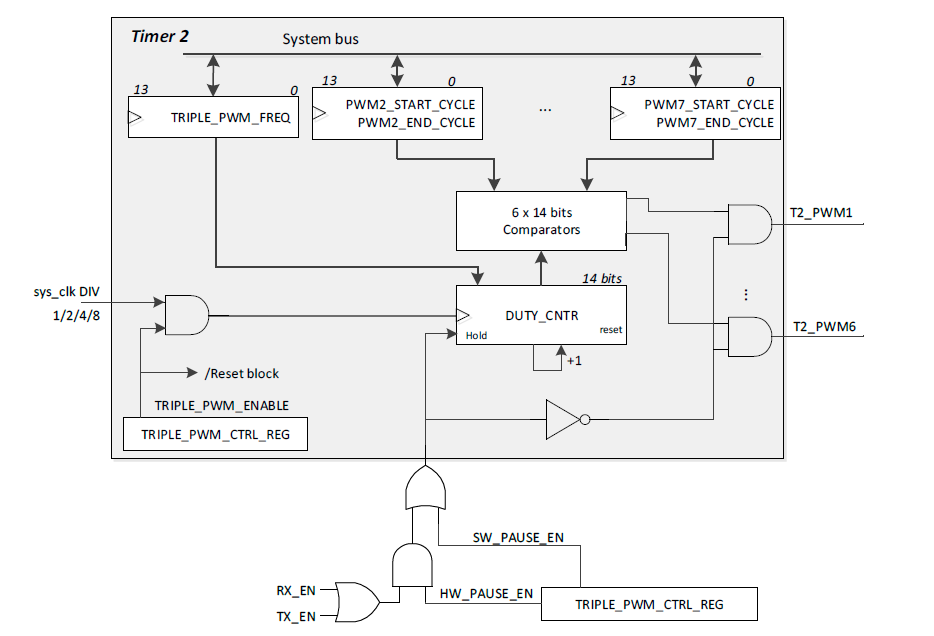 Timer 2
System bus
13
0
13
0
13
0
TRIPLE_PWM_FREQ
PWM2_START_CYCLE
PWM2_END_CYCLE
...
PWM7_START_CYCLE
PWM7_END_CYCLE
6 x 14 bits
Comparators
T2_PWM1
14 bits
sys_clk DIV
1/2/4/8
DUTY_CNTR
Hold
reset
+1
...
T2_PWM6
/Reset block
TRIPLE_PWM_ENABLE
TRIPLE_PWM_CTRL_REG
SW_PAUSE_EN
RX_EN
TX_EN
HW_PAUSE_EN
TRIPLE_PWM_CTRL_REG